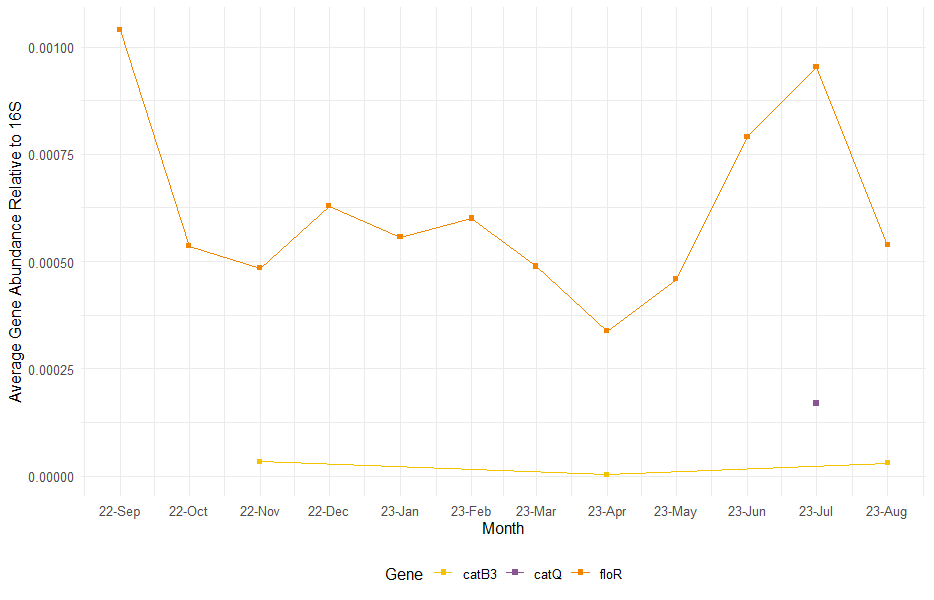 Average Gene Abundance Relative to 16S
0.00100
0.00075
0.00050
0.00025
0.00000
22-Sep 22-Oct 22-Nov 22-Dec 23-Jan 23-Feb 23-Mar 23-Apr 23-May 23-Jun 23-Jul 23-Aug
Month
Gene catB3 catQ floR